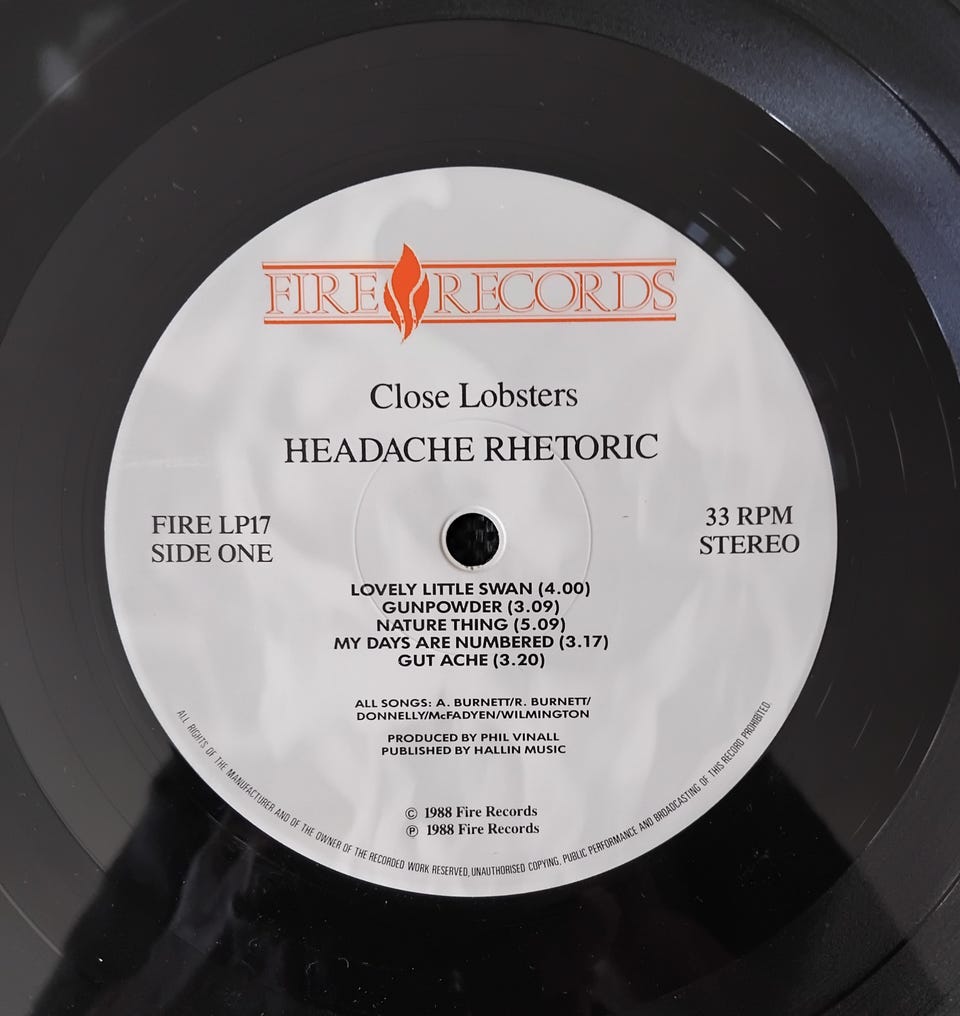 FIRE RECORDS
Close Lobsters
HEADACHE RHETORIC
FIRE LP17
SIDE ONE
33 RPM
STEREO
LOVELY LITTLE SWAN (4.00)
GUNPOWDER (3.09)
NATURE THING (5.09)
MY DAYS ARE NUMBERED (3.17)
GUT ACHE (3.20)
ALL SONGS: A. BURNETT/R. BURNETT/
DONNELLY/McFADYEN/WILMINGTON
PRODUCED BY PHIL VINALL
PUBLISHED BY HALLIN MUSIC
© 1988 Fire Records
℗ 1988 Fire Records
ALL RIGHTS OF THE MANUFACTURER AND OF THE OWNER OF THE RECORDED WORK RESERVED, UNAUTHORISED COPYING, PUBLIC PERFORMANCE AND BROADCASTING OF THIS RECORD PROHIBITED.